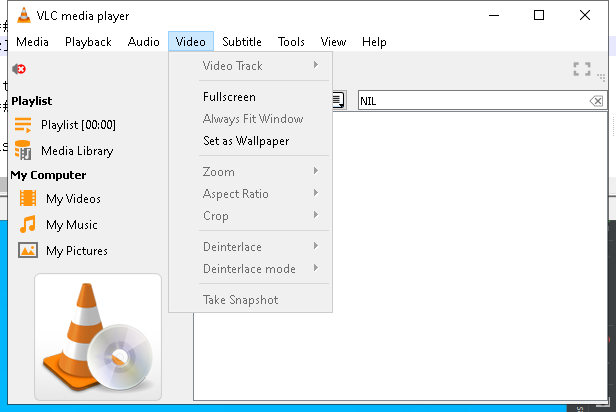 VLC media player
Media Playback Audio Video Subtitle Tools View Help
Video Track
Fullscreen
Always Fit Window
Set as Wallpaper
Zoom
Aspect Ratio
Crop
Deinterlace
Deinterlace mode
Take Snapshot
Playlist
Playlist [00:00]
Media Library
My Computer
My Videos
My Music
My Pictures
NIL